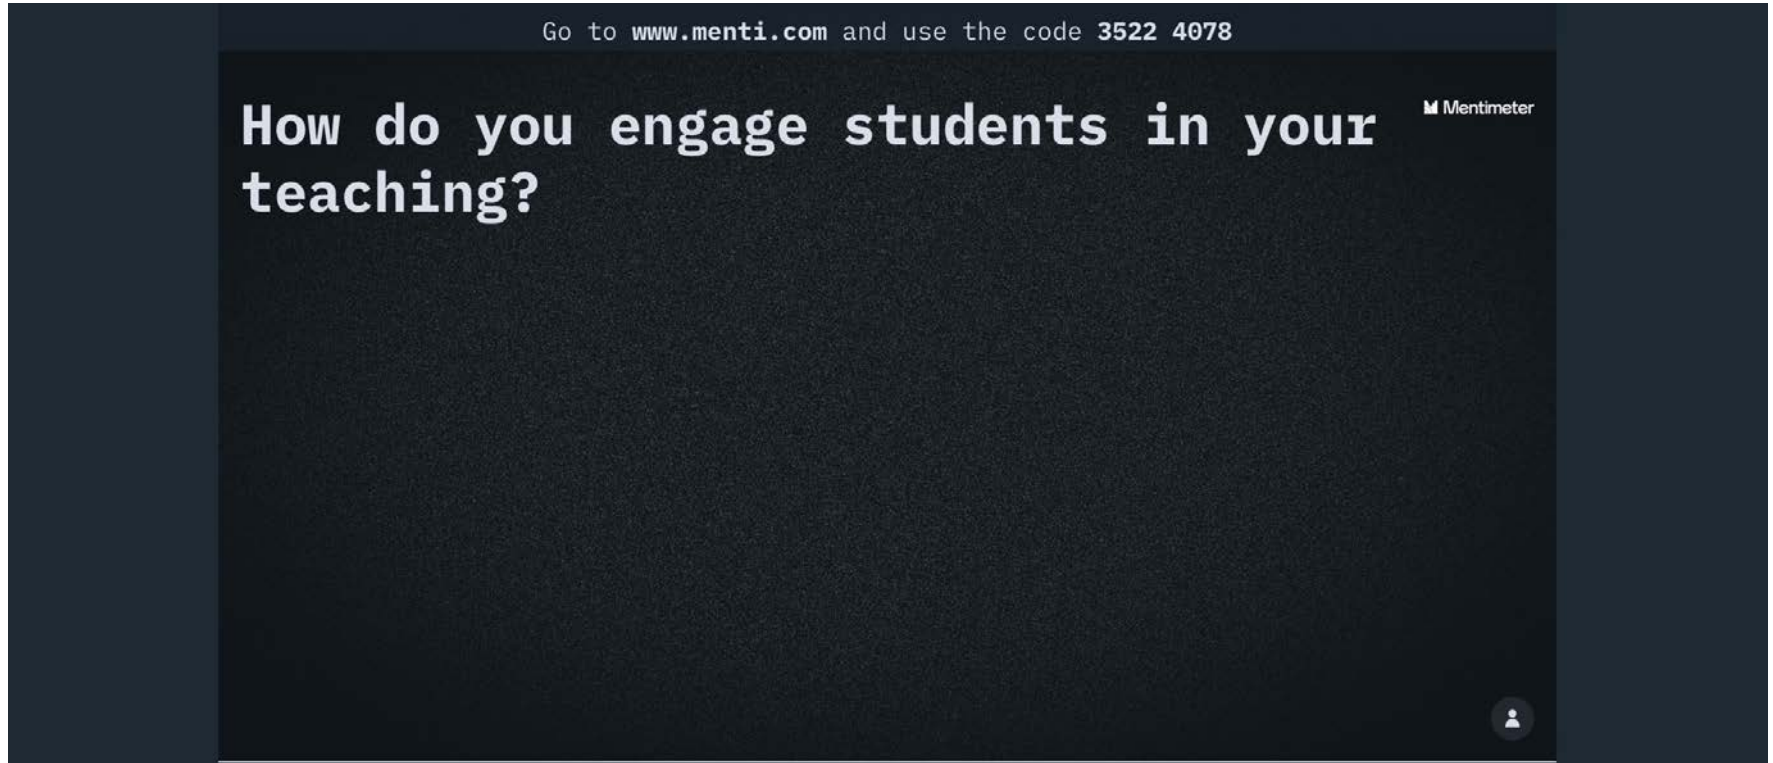 Go to www.menti.com and use the code 3522 4078
Mentimeter
How do you engage students in your
teaching?